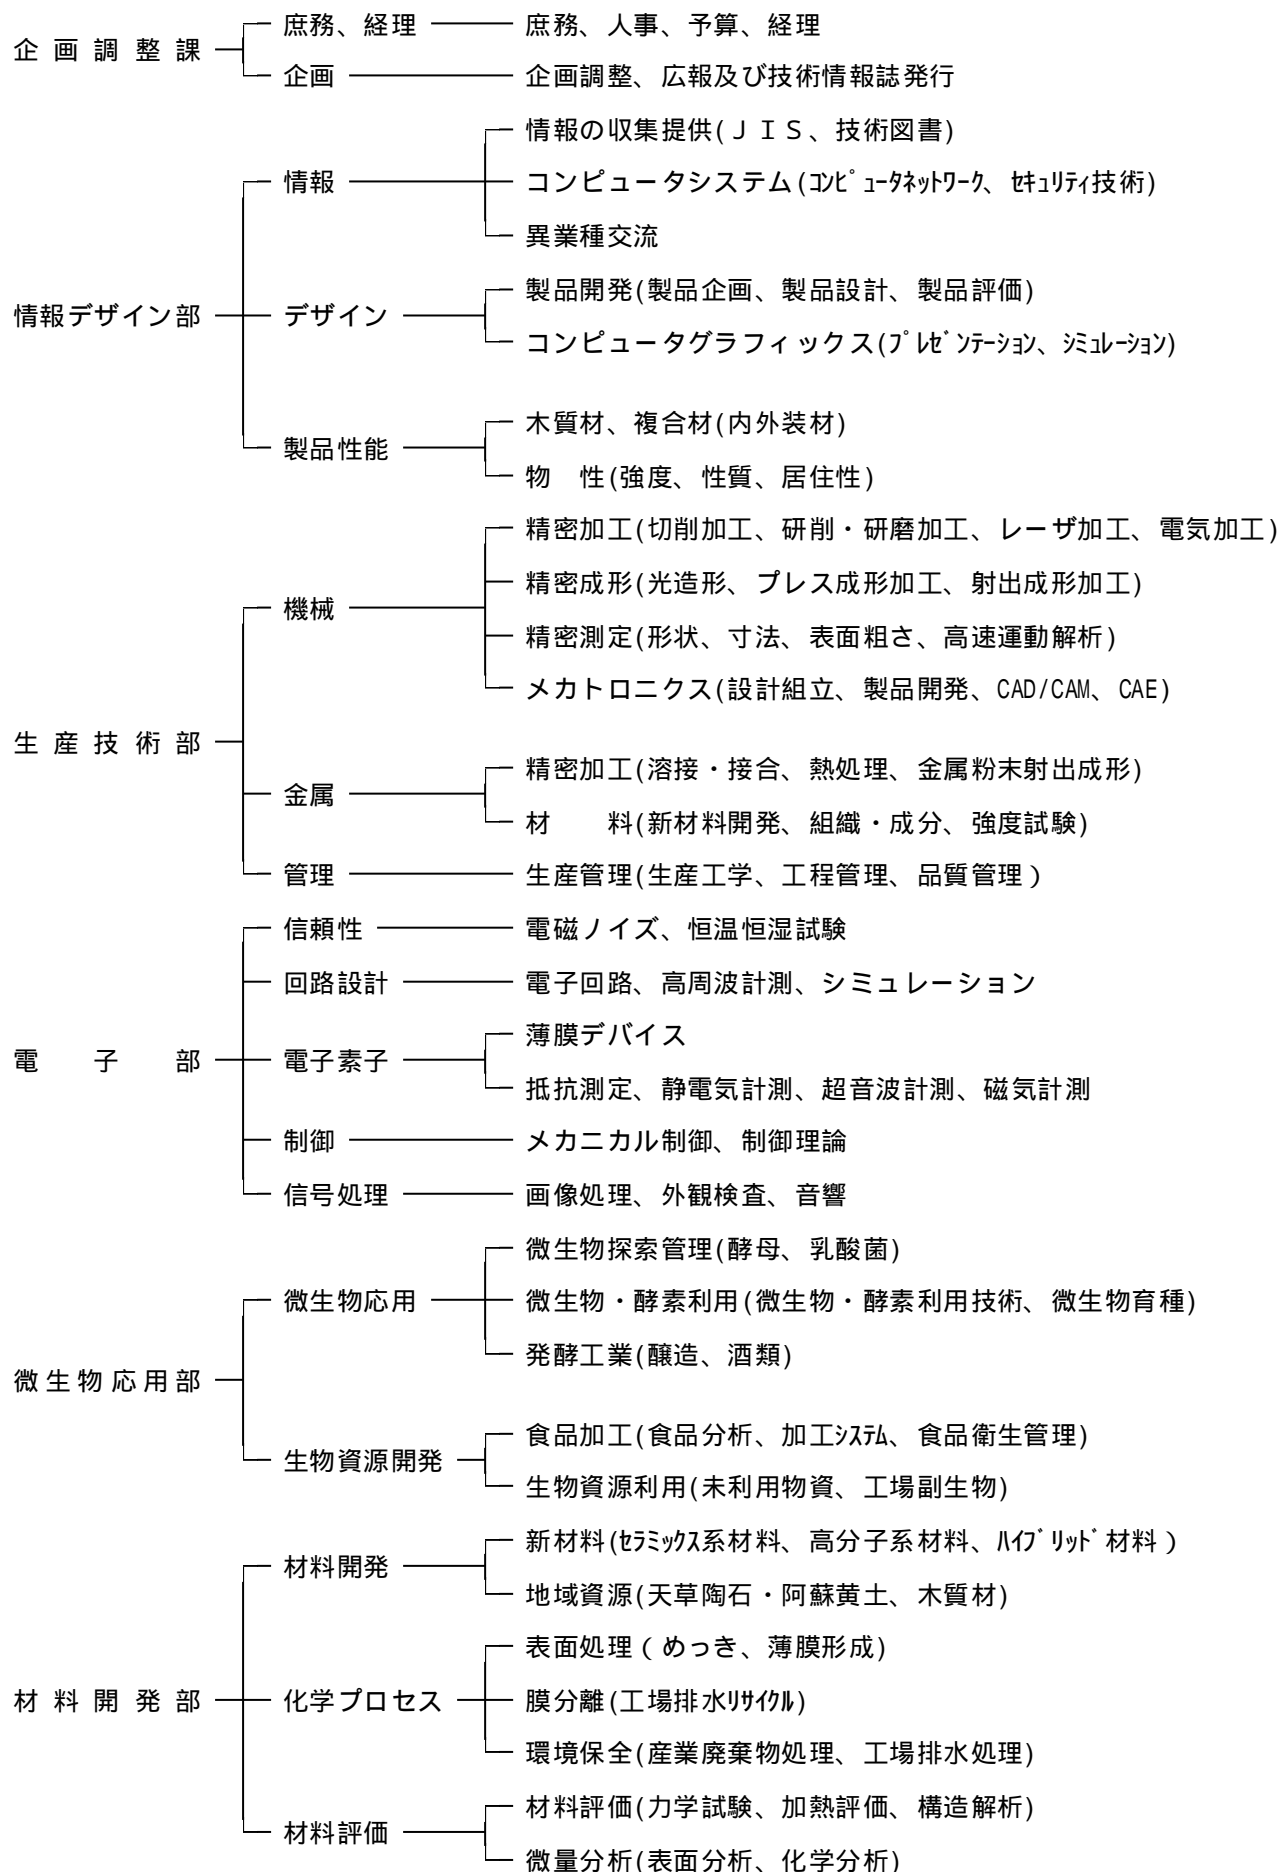 庶務、経理 庶務、人事、予算、経理
企画調整課
企画 企画調整、広報及び技術情報誌発行
情報の収集提供(ＪＩＳ、技術図書)
情報 コンピュータシステム(ｺﾝﾋﾟｭｰﾀﾈｯﾄﾜｰｸ、ｾｷｭﾘﾃｨ技術)
異業種交流
製品開発(製品企画、製品設計、製品評価)
情報デザイン部 デザイン
コンピュータグラフィックス(ﾌﾟﾚｾﾞﾝﾃｰｼｮﾝ、ｼﾐｭﾚｰｼｮﾝ)
木質材、複合材(内外装材)
製品性能
物　性(強度、性質、居住性)
精密加工(切削加工、研削・研磨加工、レーザ加工、電気加工)
精密成形(光造形、プレス成形加工、射出成形加工)
機械
精密測定(形状、寸法、表面粗さ、高速運動解析)
メカトロニクス(設計組立、製品開発、CAD/CAM、CAE)
生産技術部
精密加工(溶接・接合、熱処理、金属粉末射出成形)
金属
材　　料(新材料開発、組織・成分、強度試験)
管理 生産管理(生産工学、工程管理、品質管理）
信頼性 電磁ノイズ、恒温恒湿試験
回路設計 電子回路、高周波計測、シミュレーション
薄膜デバイス
電　子　部 電子素子
抵抗測定、静電気計測、超音波計測、磁気計測
制御 メカニカル制御、制御理論
信号処理 画像処理、外観検査、音響
微生物探索管理(酵母、乳酸菌)
微生物応用 微生物・酵素利用(微生物・酵素利用技術、微生物育種)
発酵工業(醸造、酒類)
微生物応用部
食品加工(食品分析、加工ｼｽﾃﾑ、食品衛生管理)
生物資源開発
生物資源利用(未利用物資、工場副生物)
新材料(ｾﾗﾐｯｸｽ系材料、高分子系材料、ﾊｲﾌﾞﾘｯﾄﾞ材料）
材料開発
地域資源(天草陶石・阿蘇黄土、木質材)
表面処理（めっき、薄膜形成)
材料開発部 化学プロセス 膜分離(工場排水ﾘｻｲｸﾙ)
環境保全(産業廃棄物処理、工場排水処理)
材料評価(力学試験、加熱評価、構造解析)
材料評価
微量分析(表面分析、化学分析)